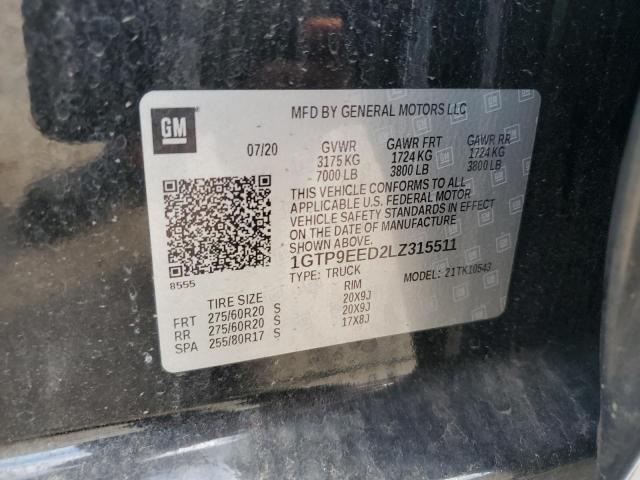 GM
MFD BY GENERAL MOTORS LLC
07/20 GVWR GAWR FRT GAWR RR
3175 KG 1724 KG 1724 KG
7000 LB 3800 LB 3800 LB
THIS VEHICLE CONFORMS TO ALL
APPLICABLE U.S. FEDERAL MOTOR
VEHICLE SAFETY STANDARDS IN EFFECT
ON THE DATE OF MANUFACTURE
SHOWN ABOVE.
1GTP9EED2LZ315511
8555 TYPE: TRUCK MODEL: 21TK10543
TIRE SIZE RIM
FRT 275/60R20 S 20X9J
RR 275/60R20 S 20X9J
SPA 255/80R17 S 17X8J